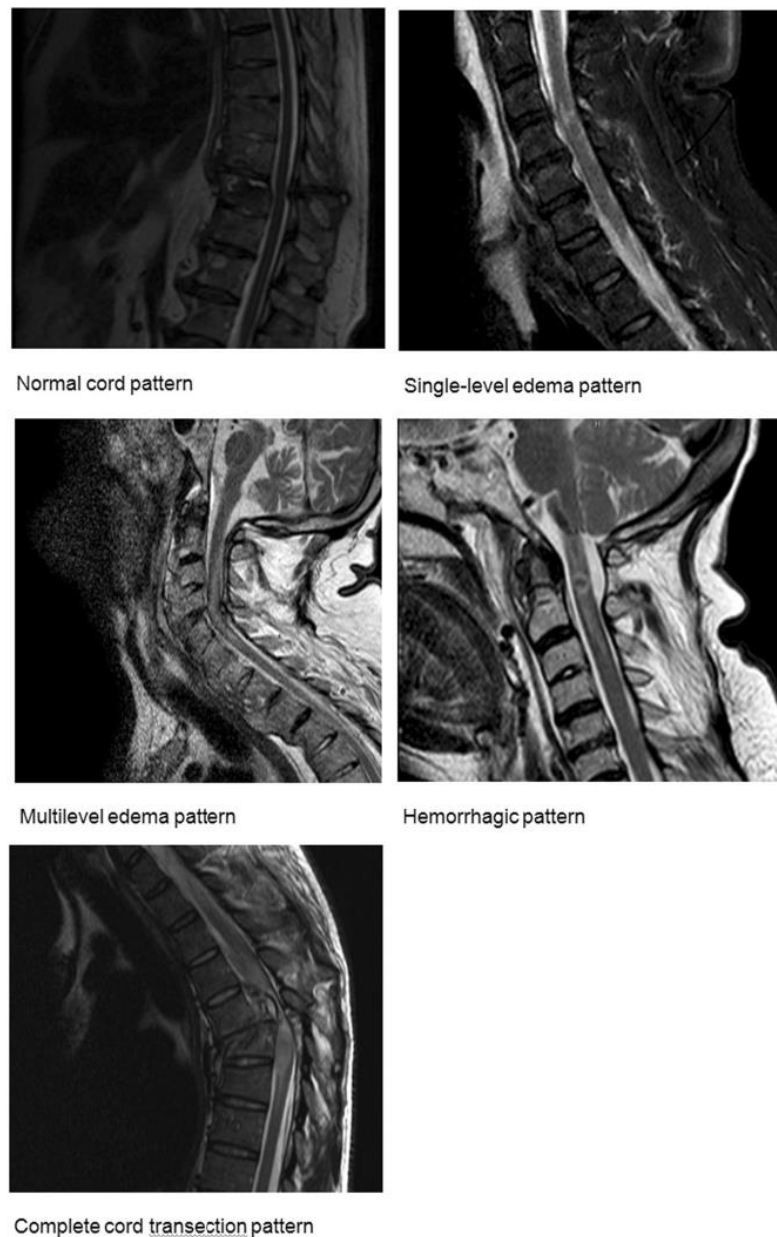 Normal cord pattern
Single-level edema pattern
Multilevel edema pattern
Hemorrhagic pattern
Complete cord transection pattern